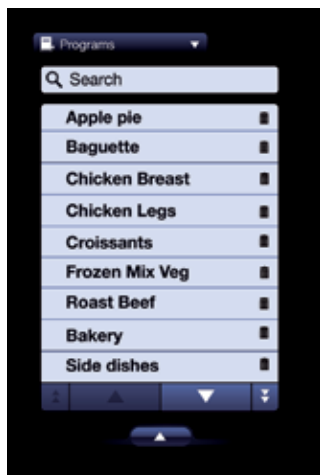 Programs
Search
Apple pie
Baguette
Chicken Breast
Chicken Legs
Croissants
Frozen Mix Veg
Roast Beef
Bakery
Side dishes